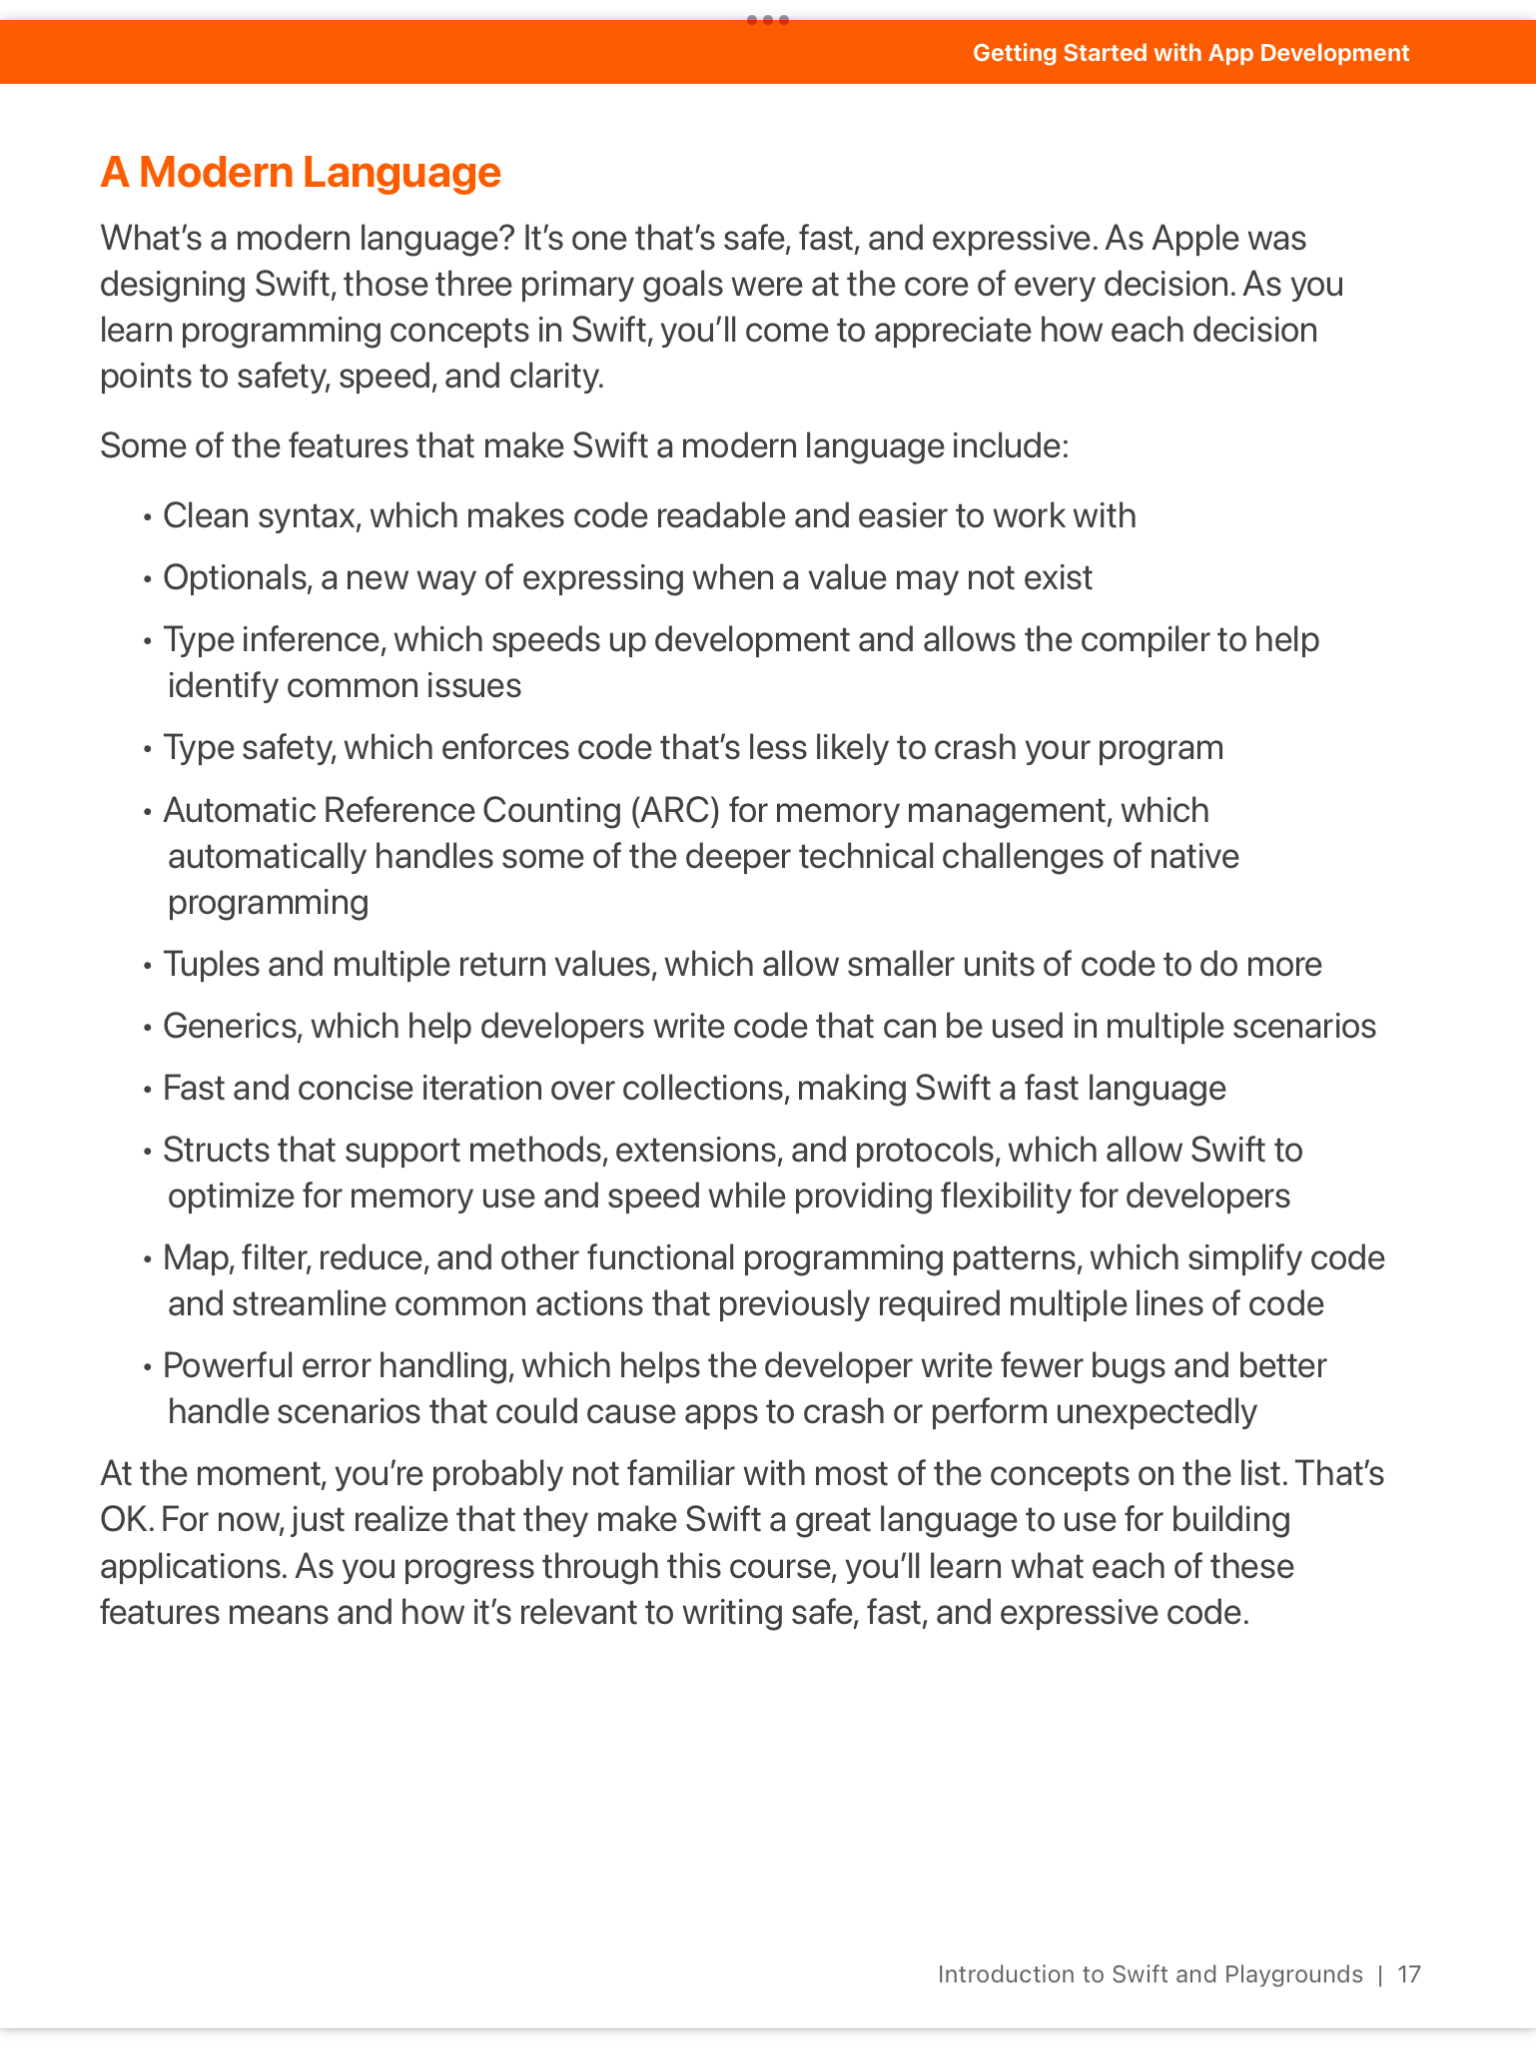 Getting Started with App Development
A Modern Language
What’s a modern language? It’s one that’s safe, fast, and expressive. As Apple was
designing Swift, those three primary goals were at the core of every decision. As you
learn programming concepts in Swift, you’ll come to appreciate how each decision
points to safety, speed, and clarity.
Some of the features that make Swift a modern language include:
• Clean syntax, which makes code readable and easier to work with
• Optionals, a new way of expressing when a value may not exist
• Type inference, which speeds up development and allows the compiler to help
identify common issues
• Type safety, which enforces code that’s less likely to crash your program
• Automatic Reference Counting (ARC) for memory management, which
automatically handles some of the deeper technical challenges of native
programming
• Tuples and multiple return values, which allow smaller units of code to do more
• Generics, which help developers write code that can be used in multiple scenarios
• Fast and concise iteration over collections, making Swift a fast language
• Structs that support methods, extensions, and protocols, which allow Swift to
optimize for memory use and speed while providing flexibility for developers
• Map, filter, reduce, and other functional programming patterns, which simplify code
and streamline common actions that previously required multiple lines of code
• Powerful error handling, which helps the developer write fewer bugs and better
handle scenarios that could cause apps to crash or perform unexpectedly
At the moment, you’re probably not familiar with most of the concepts on the list. That’s
OK. For now, just realize that they make Swift a great language to use for building
applications. As you progress through this course, you’ll learn what each of these
features means and how it’s relevant to writing safe, fast, and expressive code.
Introduction to Swift and Playgrounds | 17